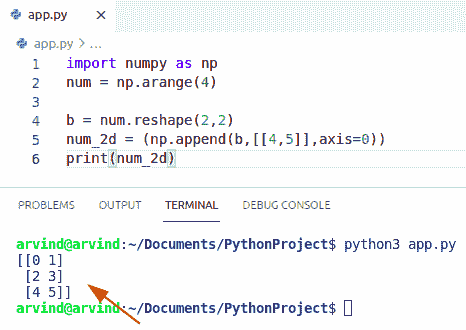 app.py
app.py > ...
1 import numpy as np
2 num = np.arange(4)
3
4 b = num.reshape(2,2)
5 num_2d = (np.append(b,[[4,5]],axis=0))
6 print(num_2d)
PROBLEMS OUTPUT TERMINAL DEBUG CONSOLE
arvind@arvind:~/Documents/PythonProject$ python3 app.py
[[0 1]
 [2 3]
 [4 5]]
arvind@arvind:~/Documents/PythonProject$